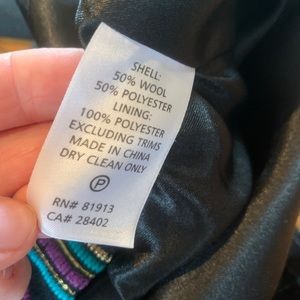 SHELL:
50% WOOL
50% POLYESTER
LINING:
100% POLYESTER
EXCLUDING TRIMS
MADE IN CHINA
DRY CLEAN ONLY
P
RN# 81913
CA# 28402